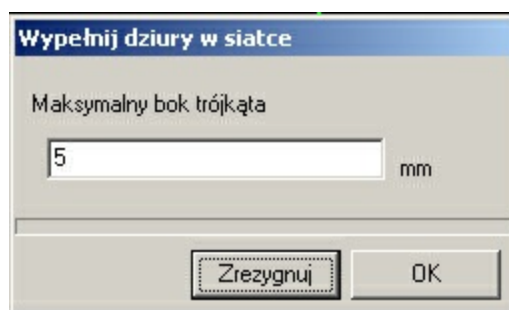 Wypełnij dziury w siatce
Maksymalny bok trójkąta
5
mm
Zrezygnuj
OK